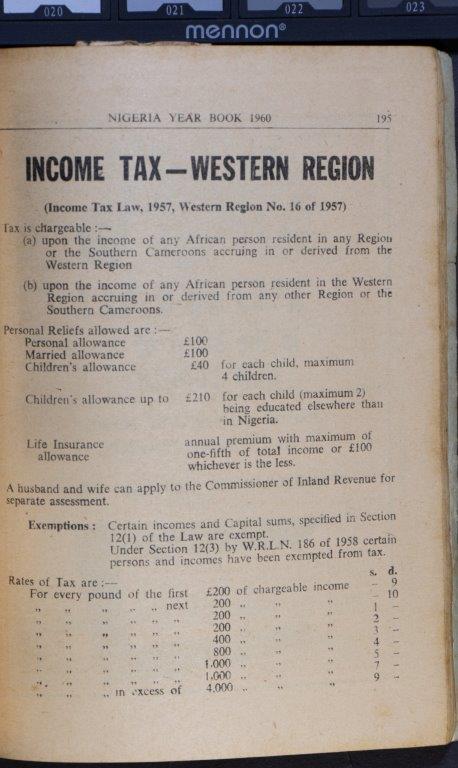 020 021 022 023
mennon®
NIGERIA YEAR BOOK 1960 195
INCOME TAX—WESTERN REGION
(Income Tax Law, 1957, Western Region No. 16 of 1957)
Tax is chargeable :—
(a) upon the income of any African person resident in any Region
or the Southern Cameroons accruing in or derived from the
Western Region
(b) upon the income of any African person resident in the Western
Region accruing in or derived from any other Region or the
Southern Cameroons.
Personal Reliefs allowed are :—
Personal allowance £100
Married allowance £100
Children's allowance £40 for each child, maximum
4 children.
Children's allowance up to £210 for each child (maximum 2)
being educated elsewhere than
in Nigeria.
Life Insurance annual premium with maximum of
allowance one-fifth of total income or £100
whichever is the less.
A husband and wife can apply to the Commissioner of Inland Revenue for
separate assessment.
Exemptions : Certain incomes and Capital sums, specified in Section
12(1) of the Law are exempt.
Under Section 12(3) by W.R.L.N. 186 of 1958 certain
persons and incomes have been exempted from tax.
Rates of Tax are :— s. d.
For every pound of the first £200 of chargeable income – 9
„ „ „ „ „ next 200 „ „ „ – 10
„ „ „ „ „ „ 200 „ „ „ 1 –
„ „ „ „ „ „ 200 „ „ „ 2 –
„ „ „ „ „ „ 400 „ „ „ 3 –
„ „ „ „ „ „ 800 „ „ „ 4 –
„ „ „ „ „ „ 1,000 „ „ „ 5 –
„ „ „ „ „ „ 1,000 „ „ „ 7 –
„ „ „ in excess of 4,000 „ „ „ 9 –